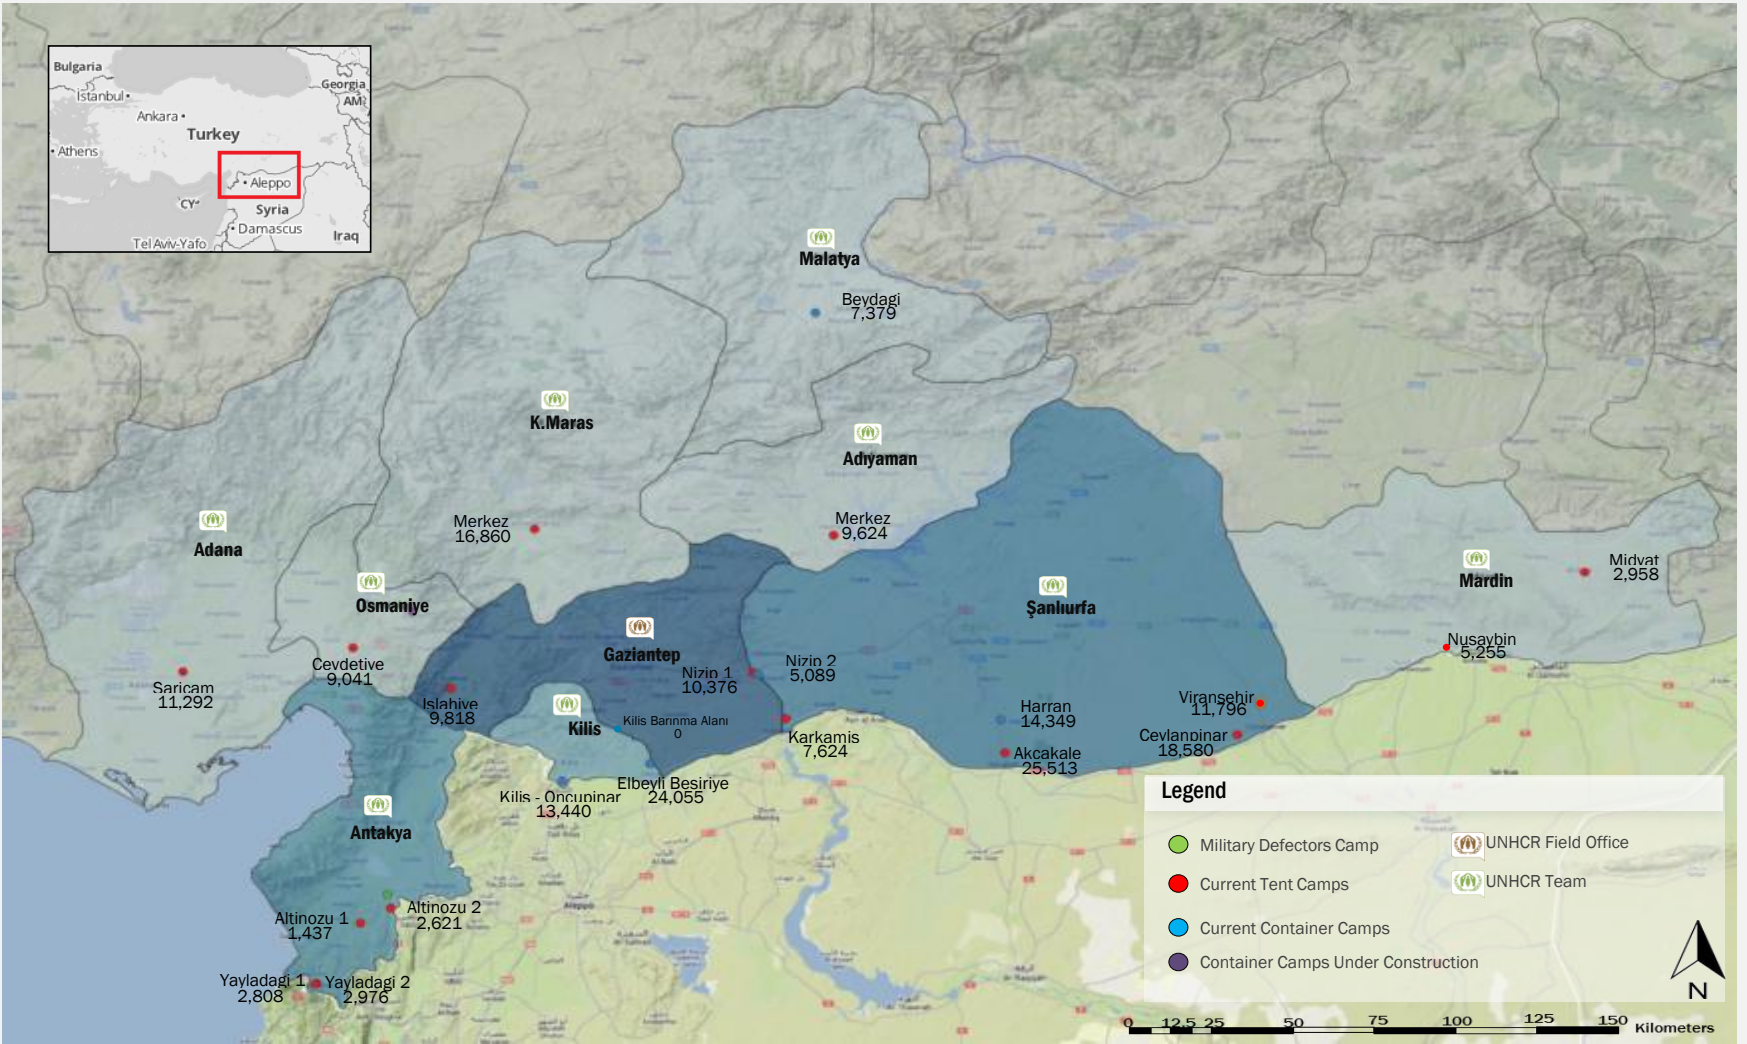 Bulgaria
İstanbul
Georgia
AM
Ankara
Turkey
Athens
Aleppo
CY
Syria
Damascus
Tel Aviv-Yafo
Iraq
Malatya
Beydagi
7,379
K.Maras
Merkez
16,860
Adıyaman
Merkez
9,624
Adana
Saricam
11,292
Osmaniye
Cevdetiye
9,041
Gaziantep
Islahiye
9,818
Nizip 1
10,376
Nizip 2
5,089
Karkamis
7,624
Kilis
Kilis Barınma Alanı
0
Elbeyli Besiriye
24,055
Kilis - Oncupinar
13,440
Şanlıurfa
Harran
14,349
Akcakale
25,513
Viransehir
11,796
Ceylanpinar
18,580
Mardin
Midyat
2,958
Nusaybin
5,255
Antakya
Altinozu 1
1,437
Altinozu 2
2,621
Yayladagi 1
2,808
Yayladagi 2
2,976
Aleppo
Legend
Military Defectors Camp
Current Tent Camps
Current Container Camps
Container Camps Under Construction
UNHCR Field Office
UNHCR Team
N
0 12,5 25 50 75 100 125 150 Kilometers